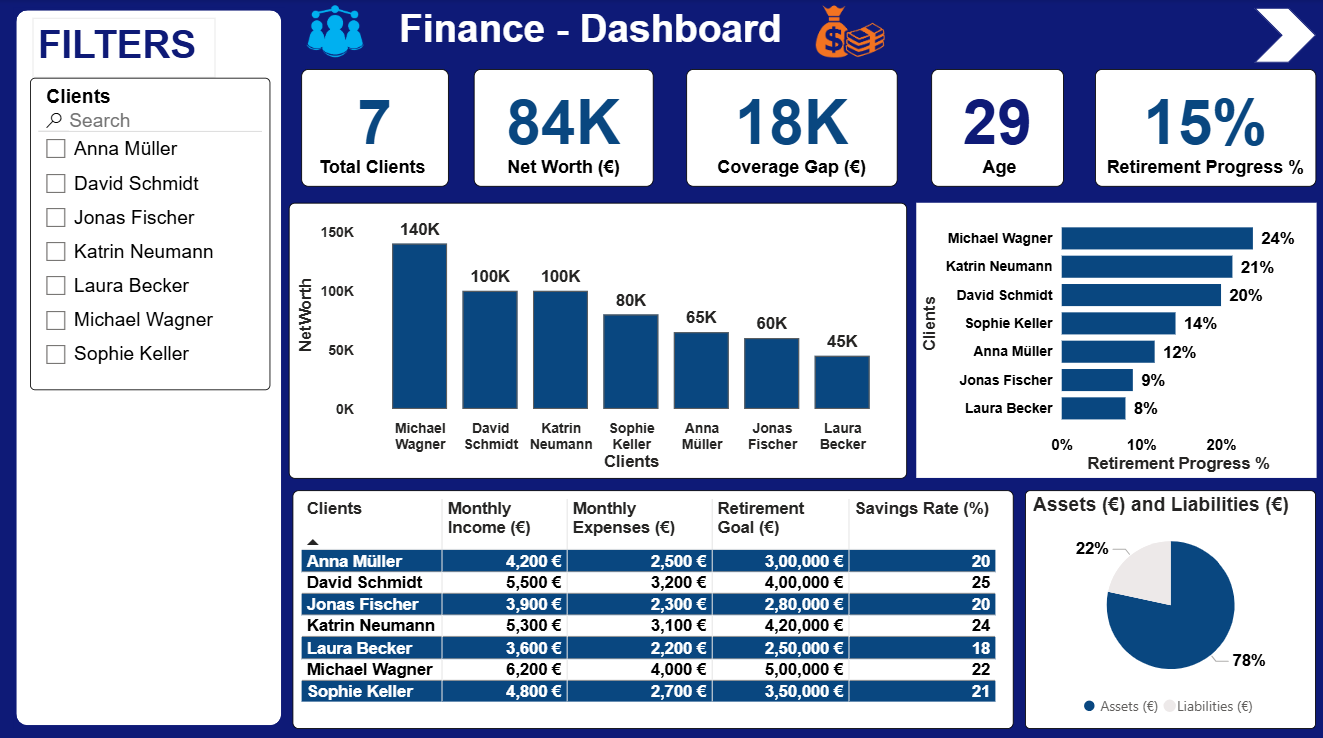 FILTERS
Clients
Search
Anna Müller
David Schmidt
Jonas Fischer
Katrin Neumann
Laura Becker
Michael Wagner
Sophie Keller
Finance - Dashboard
$
7
Total Clients
84K
Net Worth (€)
18K
Coverage Gap (€)
29
Age
15%
Retirement Progress %
NetWorth
150K
100K
50K
0K
140K
100K
100K
80K
65K
60K
45K
Michael Wagner
David Schmidt
Katrin Neumann
Sophie Keller
Anna Müller
Jonas Fischer
Laura Becker
Clients
Clients
Michael Wagner 24%
Katrin Neumann 21%
David Schmidt 20%
Sophie Keller 14%
Anna Müller 12%
Jonas Fischer 9%
Laura Becker 8%
0% 10% 20%
Retirement Progress %
Clients Monthly Income (€) Monthly Expenses (€) Retirement Goal (€) Savings Rate (%)
Anna Müller 4,200 € 2,500 € 3,00,000 € 20
David Schmidt 5,500 € 3,200 € 4,00,000 € 25
Jonas Fischer 3,900 € 2,300 € 2,80,000 € 20
Katrin Neumann 5,300 € 3,100 € 4,20,000 € 24
Laura Becker 3,600 € 2,200 € 2,50,000 € 18
Michael Wagner 6,200 € 4,000 € 5,00,000 € 22
Sophie Keller 4,800 € 2,700 € 3,50,000 € 21
Assets (€) and Liabilities (€)
22%
78%
Assets (€) Liabilities (€)